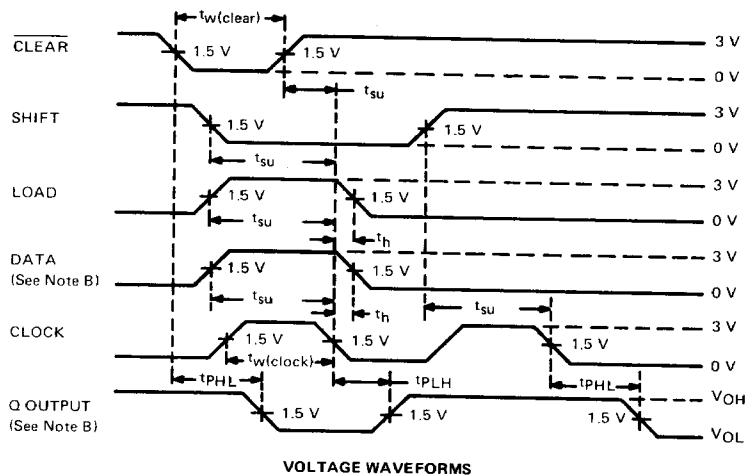 tw(clear)
CLEAR
1.5 V
1.5 V
3 V
0 V
tsu
SHIFT
1.5 V
1.5 V
3 V
0 V
tsu
LOAD
1.5 V
1.5 V
3 V
0 V
tsu
th
DATA
(See Note B)
1.5 V
1.5 V
3 V
0 V
tsu
th
tsu
CLOCK
1.5 V
1.5 V
1.5 V
3 V
0 V
tw(clock)
tPHL
tPLH
tPHL
Q OUTPUT
(See Note B)
1.5 V
1.5 V
1.5 V
VOH
VOL
VOLTAGE WAVEFORMS